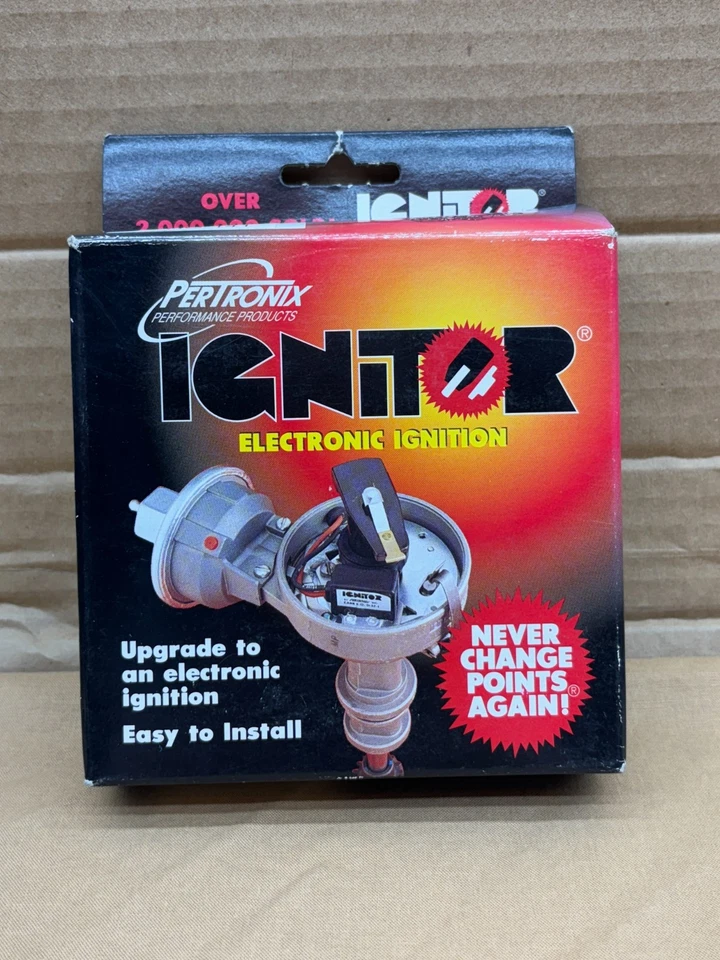 OVER
IGNITOR®
PERTRONIX
PERFORMANCE PRODUCTS
IGNITOR®
ELECTRONIC IGNITION
IGNITOR
Upgrade to
an electronic
ignition
Easy to Install
NEVER
CHANGE
POINTS®
AGAIN!